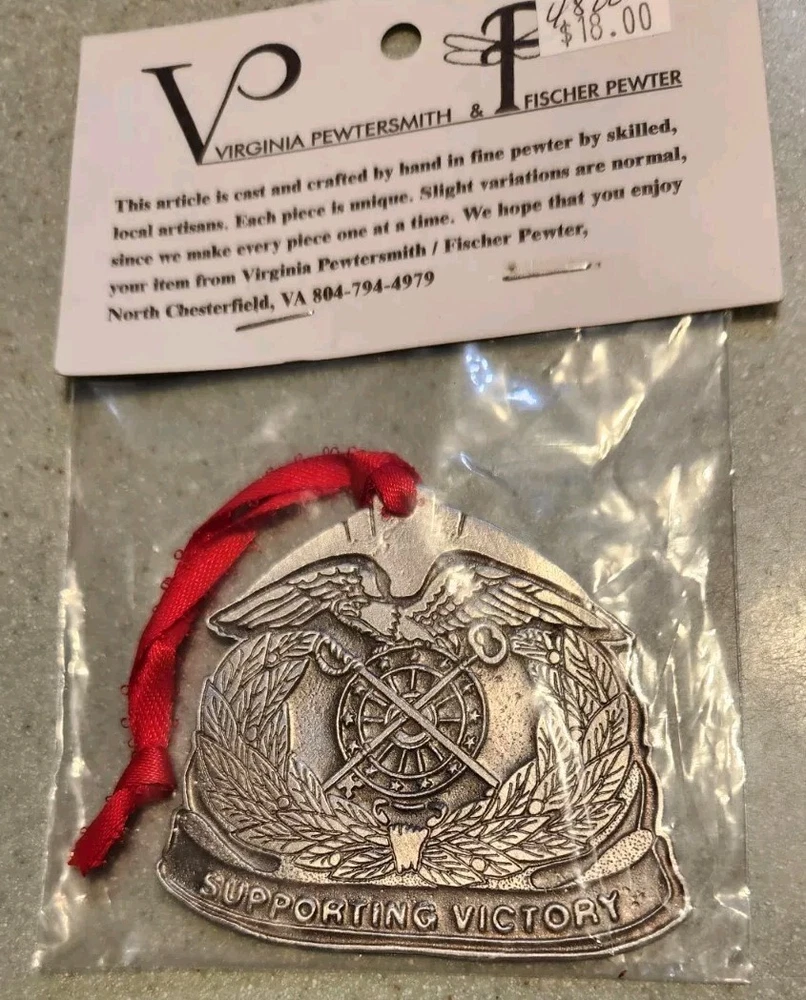 $18.00
VP F
VIRGINIA PEWTERSMITH & FISCHER PEWTER
This article is cast and crafted by hand in fine pewter by skilled,
local artisans. Each piece is unique. Slight variations are normal,
since we make every piece one at a time. We hope that you enjoy
your item from Virginia Pewtersmith / Fischer Pewter,
North Chesterfield, VA 804-794-4979
SUPPORTING VICTORY